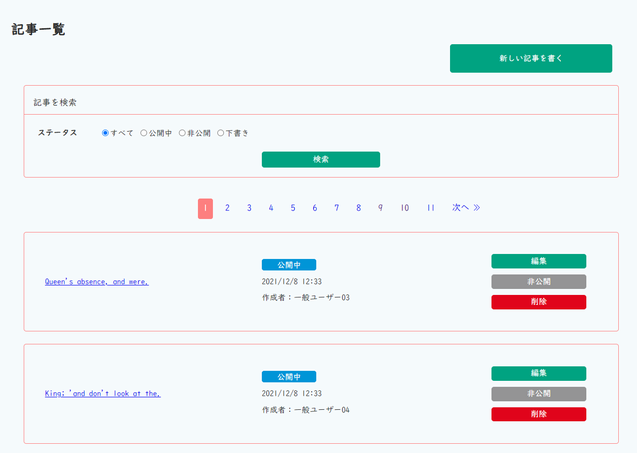 記事一覧
新しい記事を書く
記事を検索
ステータス すべて 公開中 非公開 下書き
検索
1 2 3 4 5 6 7 8 9 10 11 次へ »
公開中
編集
Queen's absence, and were.
2021/12/8 12:33
非公開
作成者：一般ユーザー03
削除
公開中
編集
King; 'and don't look at the.
2021/12/8 12:33
非公開
作成者：一般ユーザー04
削除